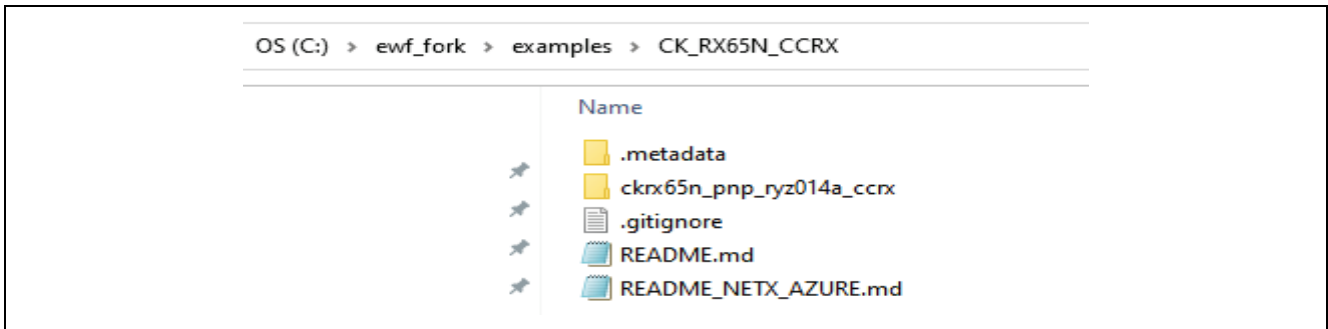 OS (C:) > ewf_fork > examples > CK_RX65N_CCRX
Name
.metadata
ckrx65n_pnp_ryz014a_ccrx
.gitignore
README.md
README_NETX_AZURE.md